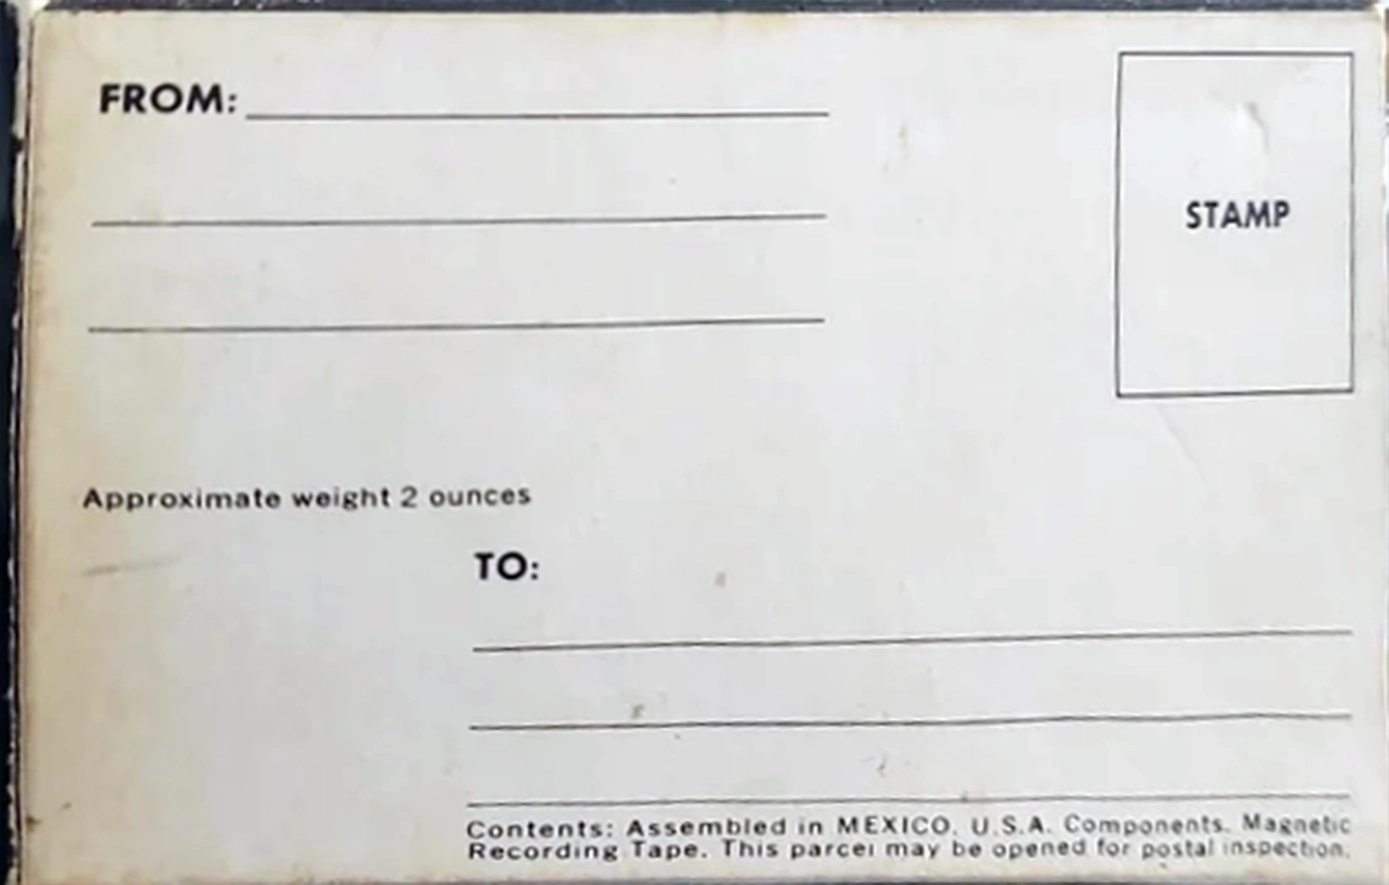 FROM:
STAMP
Approximate weight 2 ounces
TO:
Contents: Assembled in MEXICO. U.S.A. Components. Magnetic
Recording Tape. This parcel may be opened for postal inspection.